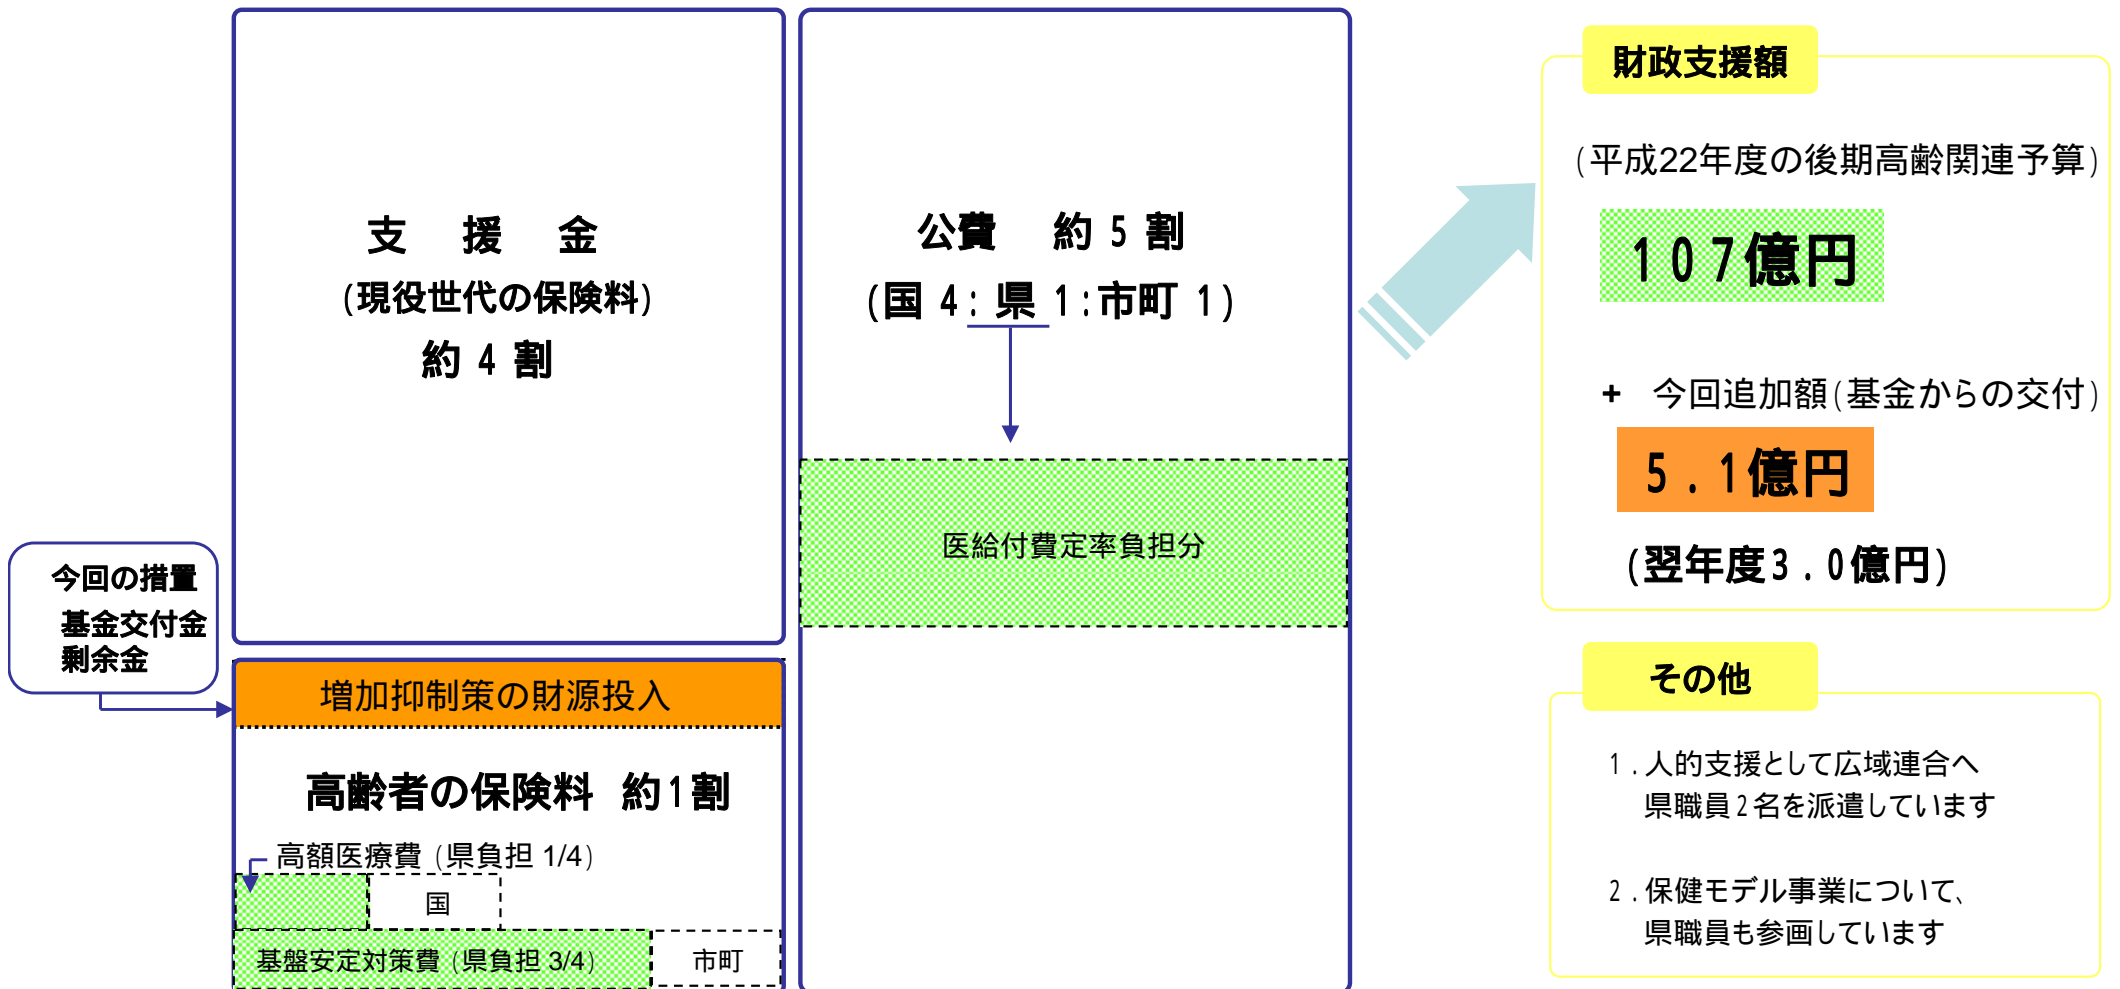 支 援 金
(現役世代の保険料)
約 4 割
公費 約 5 割
(国 4: 県 1:市町 1)
医給付費定率負担分
今回の措置
基金交付金
剰余金
増加抑制策の財源投入
高齢者の保険料 約1割
高額医療費 (県負担 1/4)
国
基盤安定対策費 (県負担 3/4)
市町
財政支援額
(平成22年度の後期高齢関連予算)
107億円
+ 今回追加額(基金からの交付)
5.1億円
(翌年度3.0億円)
その他
1.人的支援として広域連合へ
県職員2名を派遣しています
2.保健モデル事業について、
県職員も参画しています